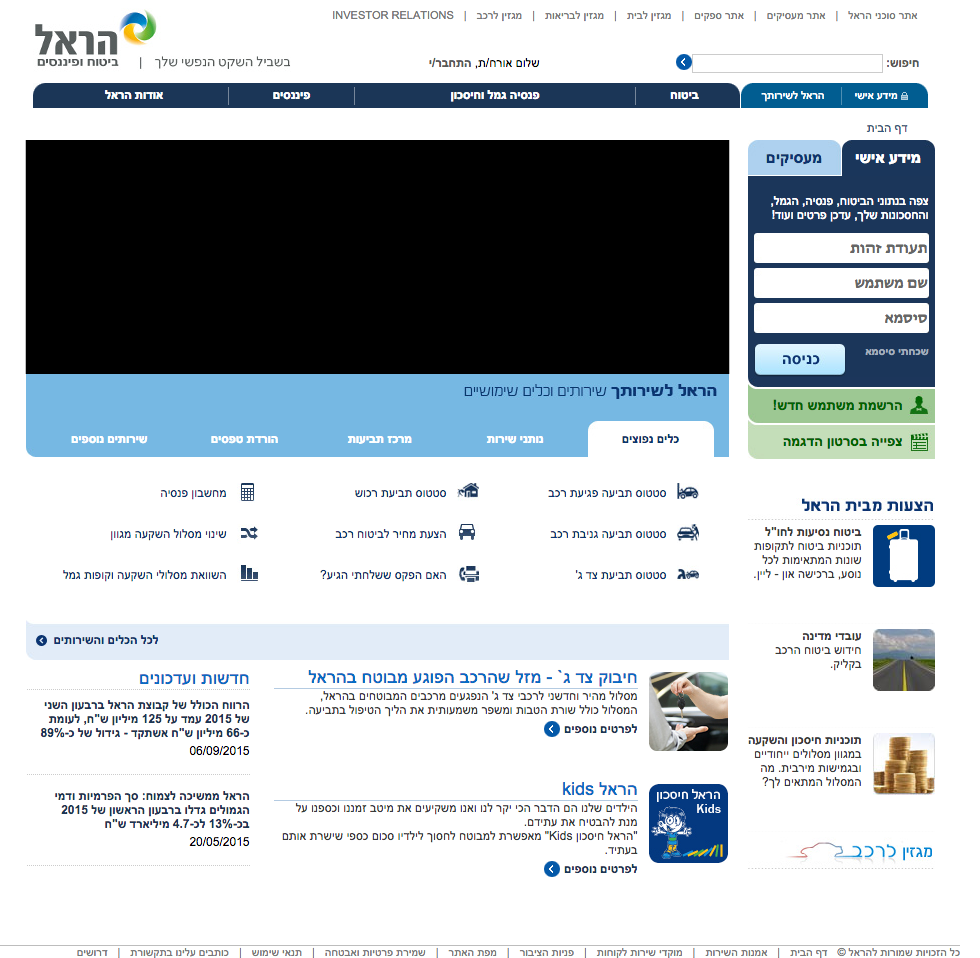 אתר סוכני הראל | אתר מעסיקים | אתר ספקים | מגזין לבית | מגזין לבריאות | מגזין לרכב | INVESTOR RELATIONS
הראל
ביטוח ופיננסים | בשביל השקט הנפשי שלך
שלום אורח/ת, התחבר/י
חיפוש:
מידע אישי
הראל לשירותך
ביטוח
פנסיה גמל וחיסכון
פיננסים
אודות הראל
דף הבית
מידע אישי
מעסיקים
צפה בנתוני הביטוח, פנסיה, הגמל,
והחסכונות שלך, עדכן פרטים ועוד!
תעודת זהות
שם משתמש
סיסמא
שכחתי סיסמא
כניסה
הרשמת משתמש חדש!
צפייה בסרטון הדגמה
הראל לשירותך שירותים וכלים שימושיים
כלים נפוצים
נותני שירות
מרכז תביעות
הורדת טפסים
שירותים נוספים
סטטוס תביעה פגיעת רכב
סטטוס תביעת רכוש
מחשבון פנסיה
סטטוס תביעה גניבת רכב
הצעת מחיר לביטוח רכב
שינוי מסלול השקעה מגוון
סטטוס תביעת צד ג'
האם הפקס ששלחתי הגיע?
השוואת מסלולי השקעה וקופות גמל
לכל הכלים והשירותים
הצעות מבית הראל
ביטוח נסיעות לחו"ל
תוכניות ביטוח לתקופות
שונות המתאימות לכל
נוסע, ברכישה און - ליין.
עובדי מדינה
חידוש ביטוח הרכב
בקליק.
תוכניות חיסכון והשקעה
במגוון מסלולים ייחודיים
ובגמישות מירבית. מה
המסלול המתאים לך?
מגזין לרכב
חיבוק צד ג` - מזל שהרכב הפוגע מבוטח בהראל
מסלול מהיר וחדשני לרכבי צד ג' הנפגעים מרכבים המבוטחים בהראל,
המסלול כולל שורת הטבות ומשפר משמעותית את הליך הטיפול בתביעה.
לפרטים נוספים
הראל חיסכון
Kids
הראל kids
הילדים שלנו הם הדבר הכי יקר לנו ואנו משקיעים את מיטב זמננו וכספנו על
מנת להבטיח את עתידם.
"הראל חיסכון Kids" מאפשרת למבוטח לחסוך לילדיו סכום כספי שישרת אותם
בעתיד.
לפרטים נוספים
חדשות ועדכונים
הרווח הכולל של קבוצת הראל ברבעון השני
של 2015 עמד על 125 מיליון ש"ח, לעומת
כ-66 מיליון ש"ח אשתקד - גידול של כ-89%
06/09/2015
הראל ממשיכה לצמוח: סך הפרמיות ודמי
הגמולים גדלו ברבעון הראשון של 2015
בכ-13% לכ-4.7 מיליארד ש"ח
20/05/2015
כל הזכויות שמורות להראל © דף הבית | אמנות השירות | מוקדי שירות לקוחות | פניות הציבור | מפת האתר | שמירת פרטיות ואבטחה | תנאי שימוש | כותבים עלינו בתקשורת | דרושים